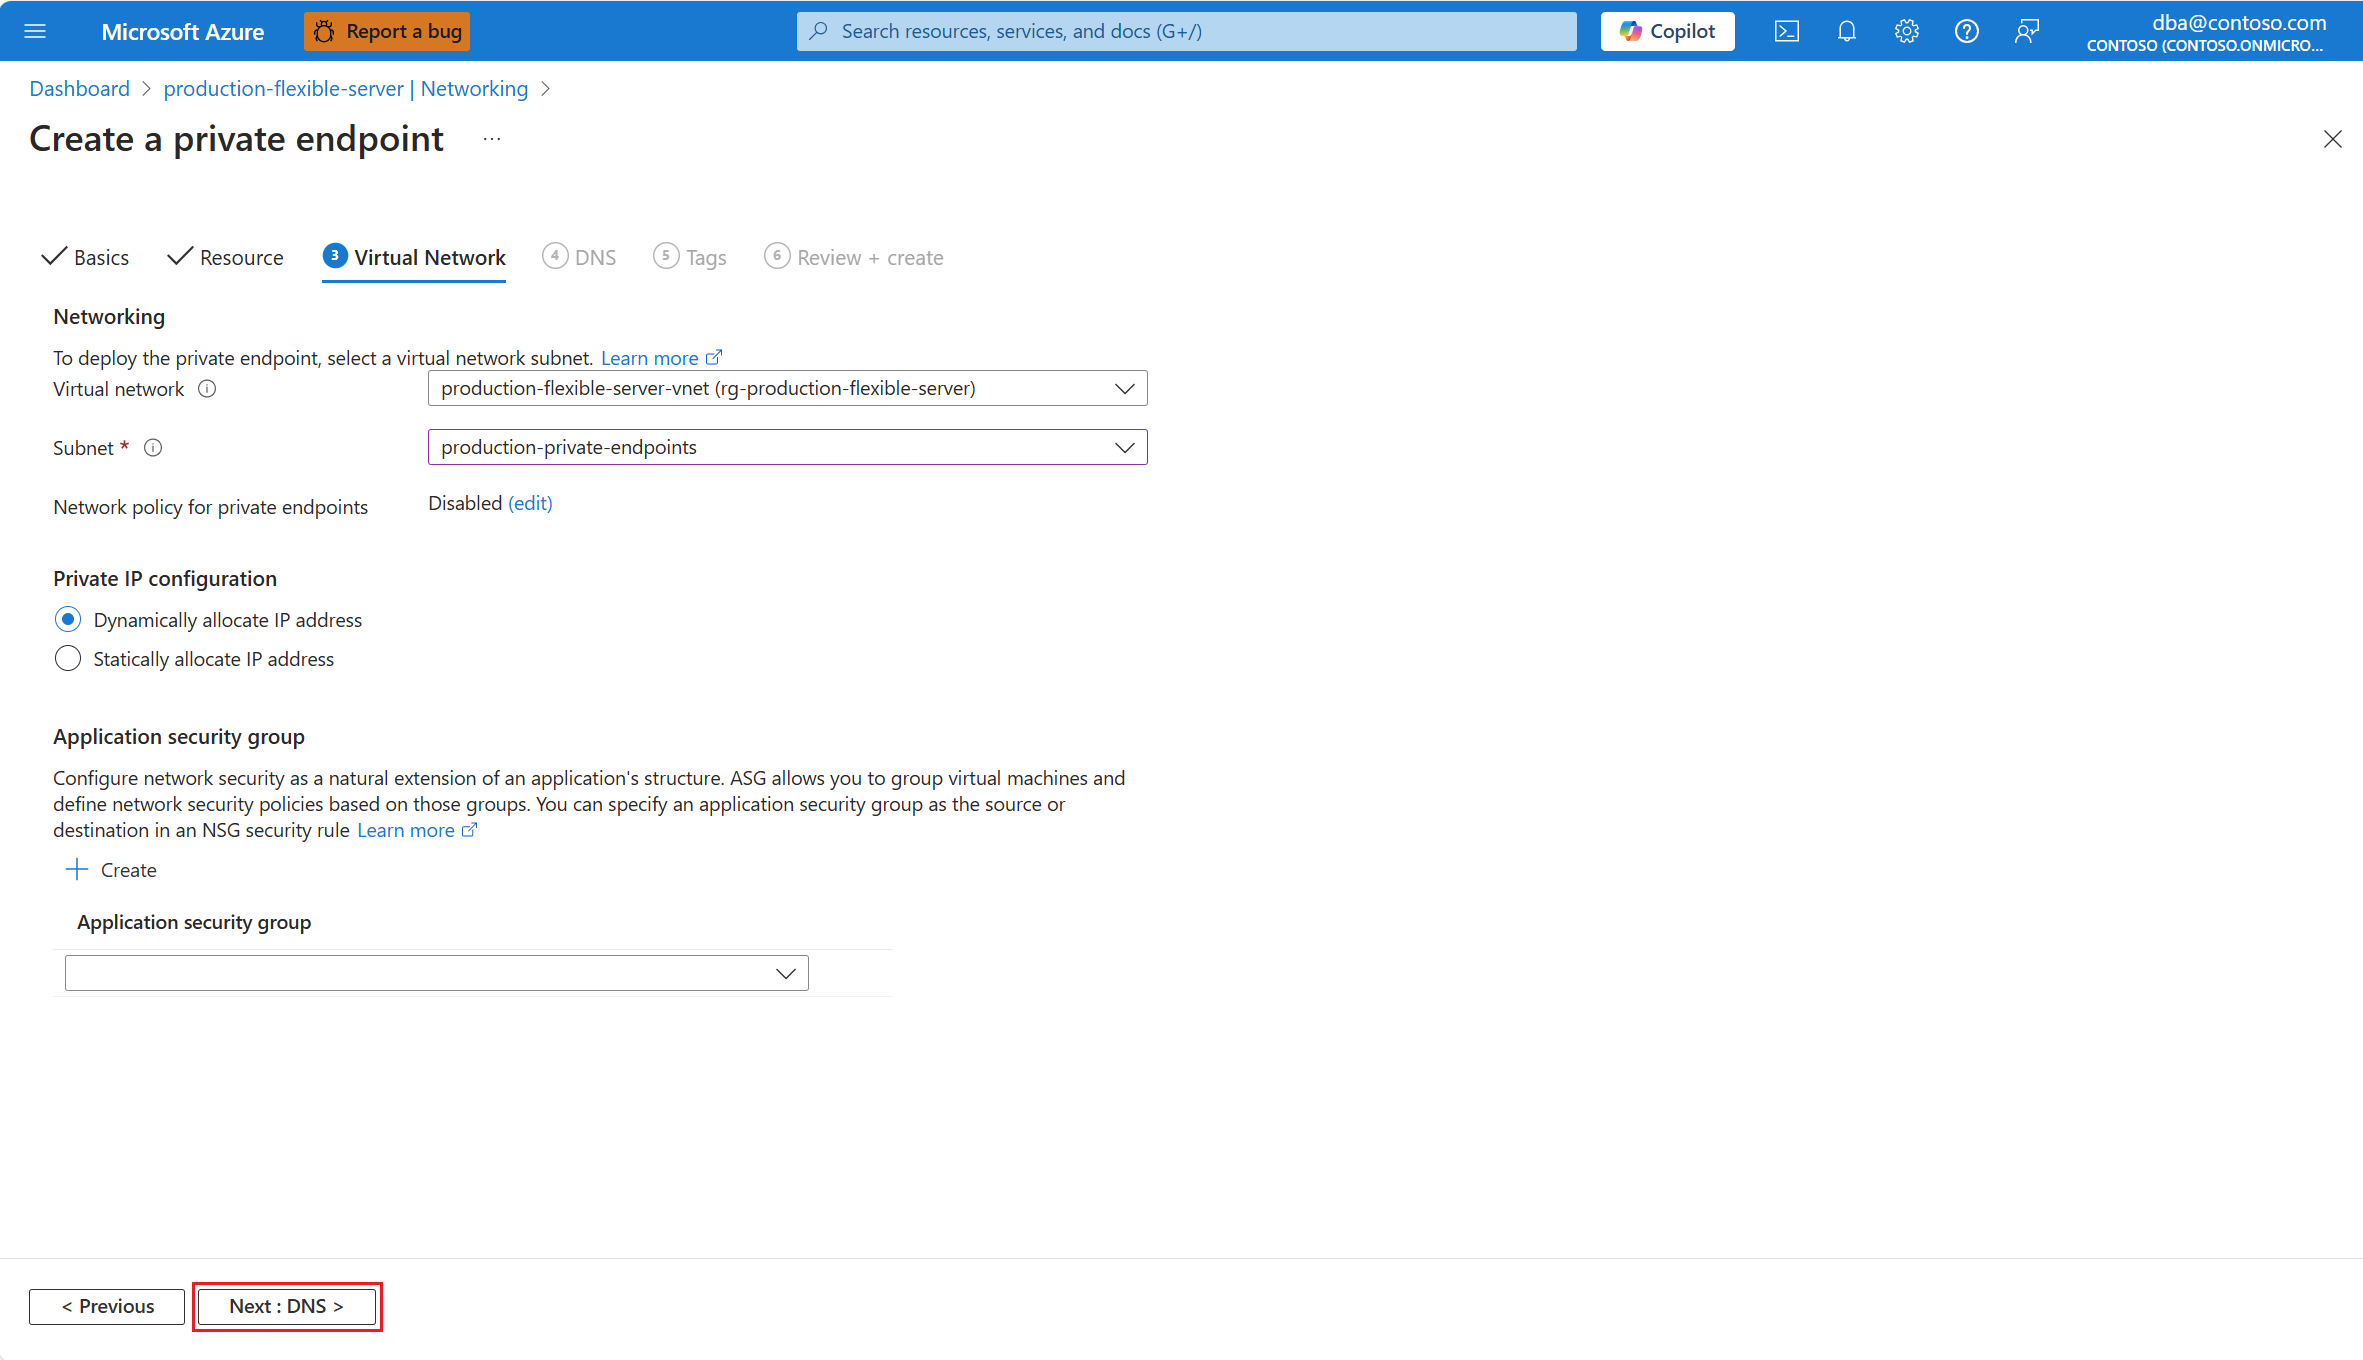 Microsoft Azure
Report a bug
Search resources, services, and docs (G+/)
Copilot
dba@contoso.com
CONTOSO (CONTOSO.ONMICRO...
Dashboard > production-flexible-server | Networking >
Create a private endpoint ...
Basics
Resource
3 Virtual Network
4 DNS
5 Tags
6 Review + create
Networking
To deploy the private endpoint, select a virtual network subnet. Learn more
Virtual network
production-flexible-server-vnet (rg-production-flexible-server)
Subnet *
production-private-endpoints
Network policy for private endpoints
Disabled (edit)
Private IP configuration
Dynamically allocate IP address
Statically allocate IP address
Application security group
Configure network security as a natural extension of an application's structure. ASG allows you to group virtual machines and
define network security policies based on those groups. You can specify an application security group as the source or
destination in an NSG security rule Learn more
Create
Application security group
< Previous
Next : DNS >